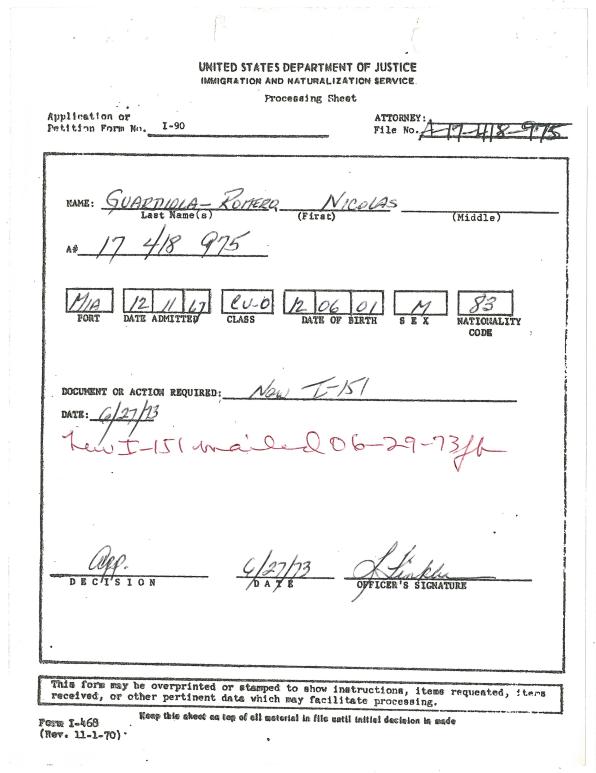 UNITED STATES DEPARTMENT OF JUSTICE
IMMIGRATION AND NATURALIZATION SERVICE
Processing Sheet
Application or
Petition Form No. I-90
ATTORNEY:
File No. A-17-418-975
NAME: GUARDIOLA-ROMERO NICOLAS
Last Name(s) (First) (Middle)
A# 17 418 975
MIA 12 11 67 CU-0 12 06 01 M 83
PORT DATE ADMITTED CLASS DATE OF BIRTH SEX NATIONALITY
CODE
DOCUMENT OR ACTION REQUIRED: New I-151
DATE: 6/27/73
New I-151 mailed 06-29-73
App. 6/27/73
DECISION DATE OFFICER'S SIGNATURE
This form may be overprinted or stamped to show instructions, items requested, items
received, or other pertinent data which may facilitate processing.
Form I-468 Keep this sheet on top of all material in file until initial decision is made
(Rev. 11-1-70)